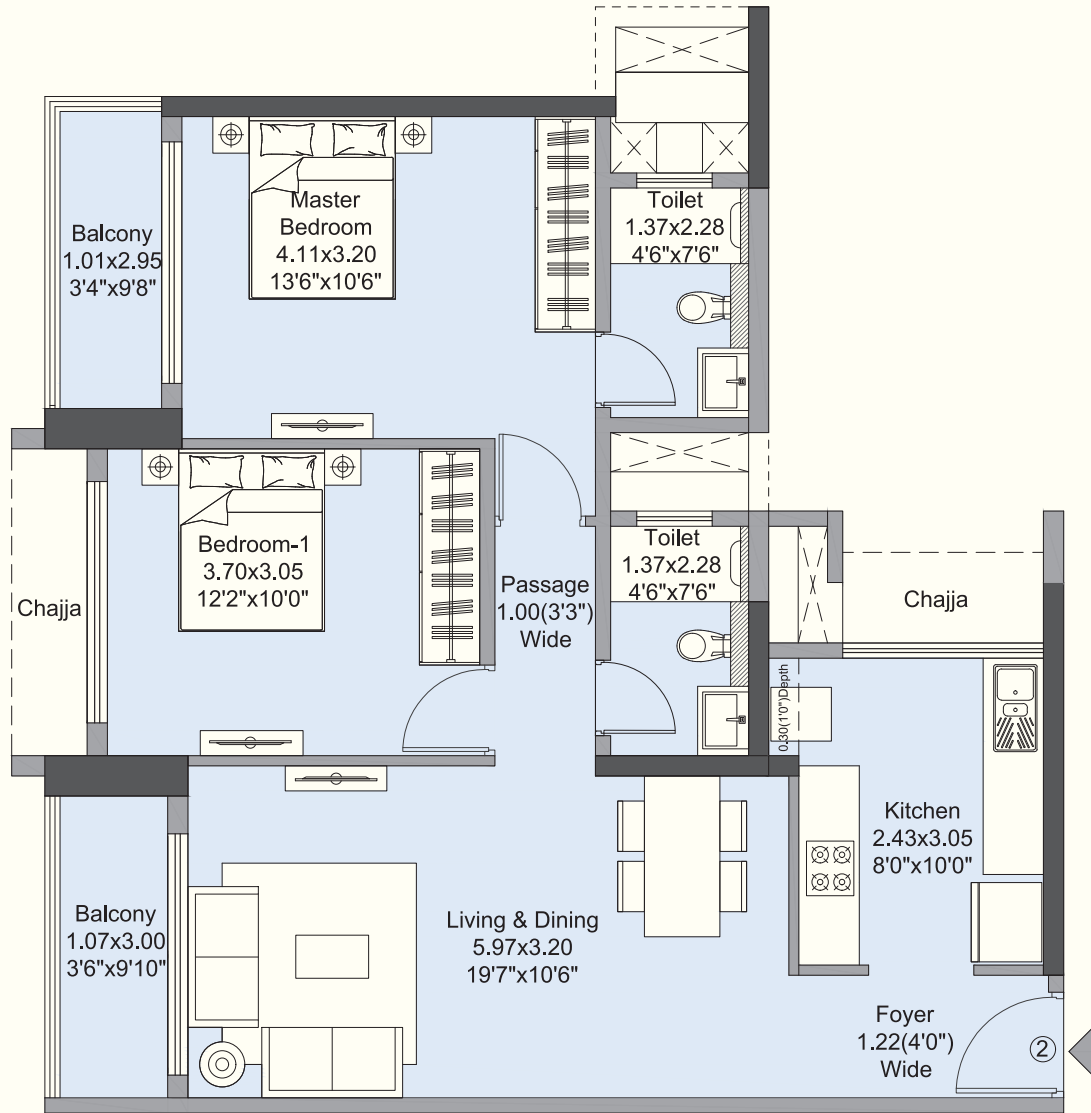 Balcony
1.01x2.95
3'4"x9'8"
Master
Bedroom
4.11x3.20
13'6"x10'6"
Toilet
1.37x2.28
4'6"x7'6"
Chajja
Bedroom-1
3.70x3.05
12'2"x10'0"
Passage
1.00(3'3")
Wide
Toilet
1.37x2.28
4'6"x7'6"
Chajja
0.30(1'0")Depth
Kitchen
2.43x3.05
8'0"x10'0"
Balcony
1.07x3.00
3'6"x9'10"
Living & Dining
5.97x3.20
19'7"x10'6"
Foyer
1.22(4'0")
Wide
2